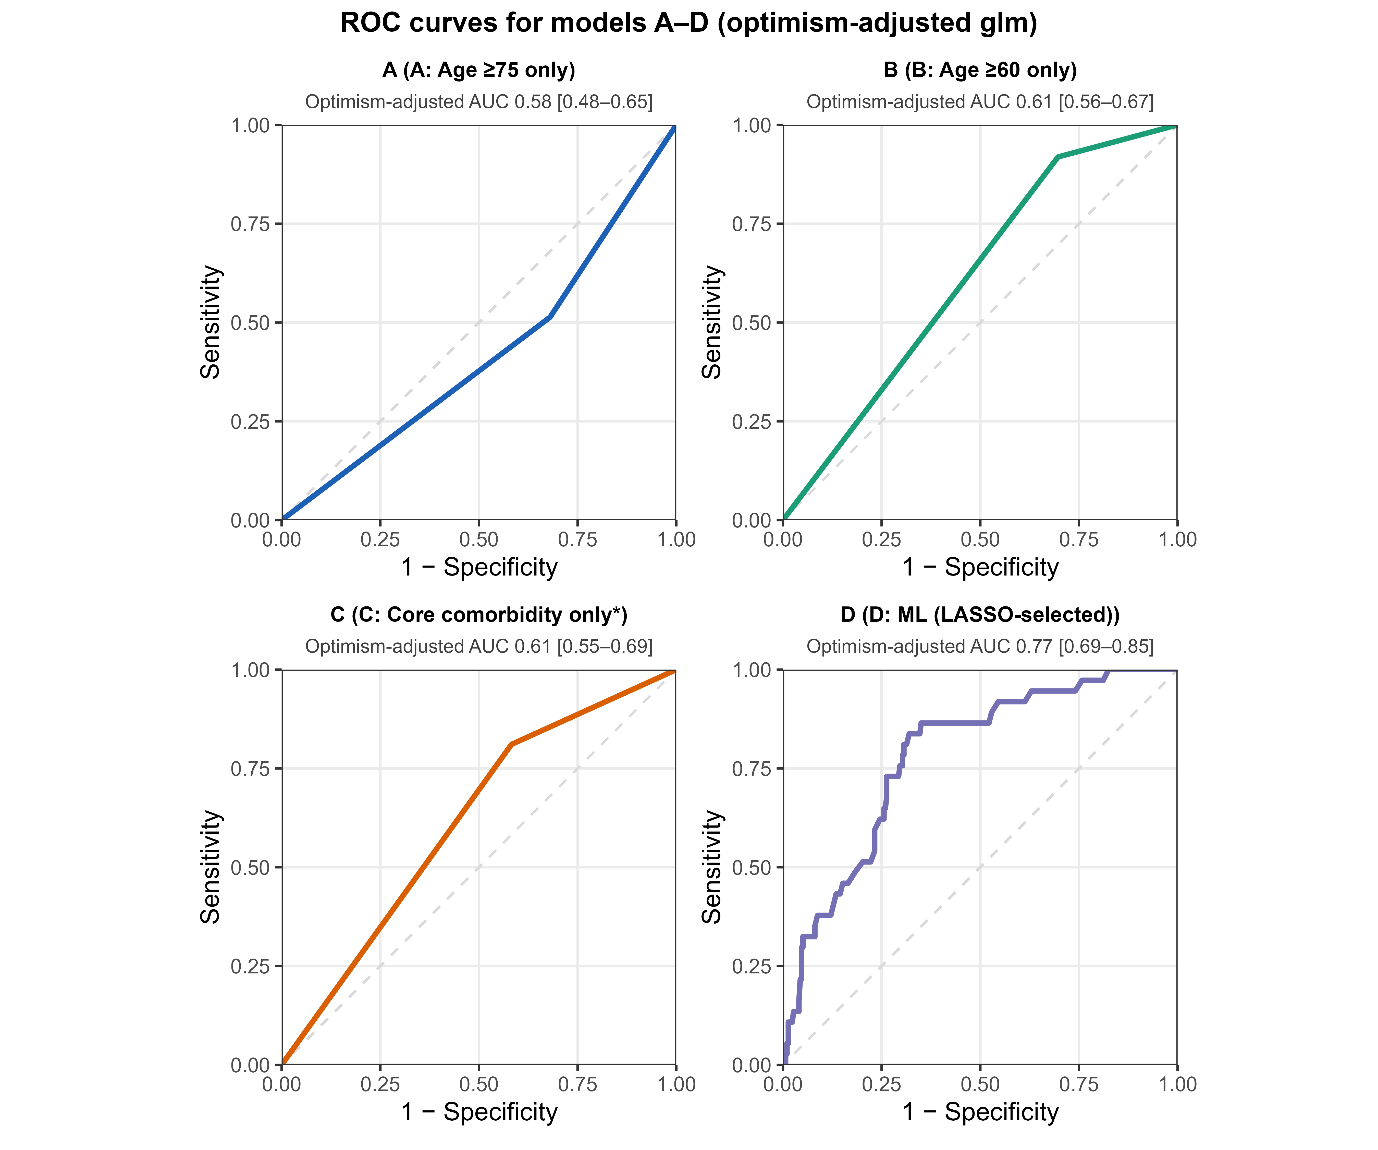 ROC curves for models A–D (optimism-adjusted glm)
A (A: Age ≥75 only)
Optimism-adjusted AUC 0.58 [0.48–0.65]
1.00
0.75
0.50
0.25
0.00
Sensitivity
0.00 0.25 0.50 0.75 1.00
1 − Specificity
B (B: Age ≥60 only)
Optimism-adjusted AUC 0.61 [0.56–0.67]
1.00
0.75
0.50
0.25
0.00
Sensitivity
0.00 0.25 0.50 0.75 1.00
1 − Specificity
C (C: Core comorbidity only*)
Optimism-adjusted AUC 0.61 [0.55–0.69]
1.00
0.75
0.50
0.25
0.00
Sensitivity
0.00 0.25 0.50 0.75 1.00
1 − Specificity
D (D: ML (LASSO-selected))
Optimism-adjusted AUC 0.77 [0.69–0.85]
1.00
0.75
0.50
0.25
0.00
Sensitivity
0.00 0.25 0.50 0.75 1.00
1 − Specificity